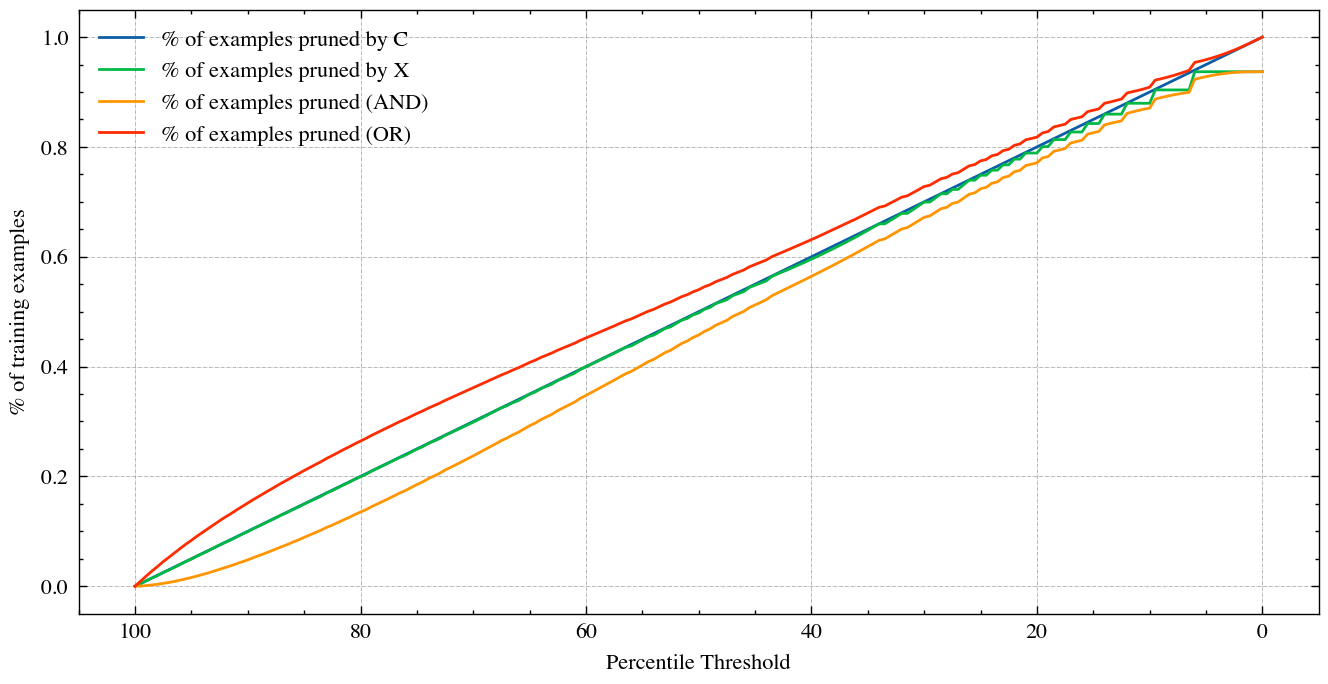 % of examples pruned by C
% of examples pruned by X
% of examples pruned (AND)
% of examples pruned (OR)
% of training examples
1.0
0.8
0.6
0.4
0.2
0.0
100 80 60 40 20 0
Percentile Threshold